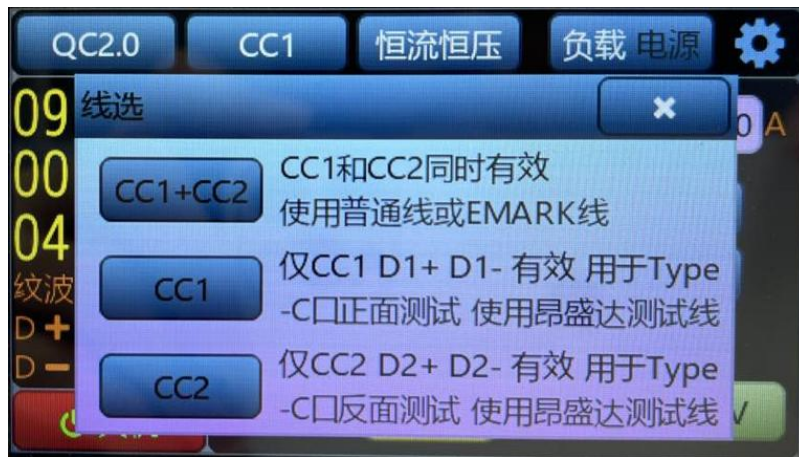 QC2.0 CC1 恒流恒压 负载 电源
线选
09
0 A
00
04
CC1+CC2
CC1和CC2同时有效
使用普通线或EMARK线
CC1
仅CC1 D1+ D1- 有效 用于Type
-C口正面测试 使用昂盛达测试线
CC2
仅CC2 D2+ D2- 有效 用于Type
-C口反面测试 使用昂盛达测试线
纹波
D+
D-
V